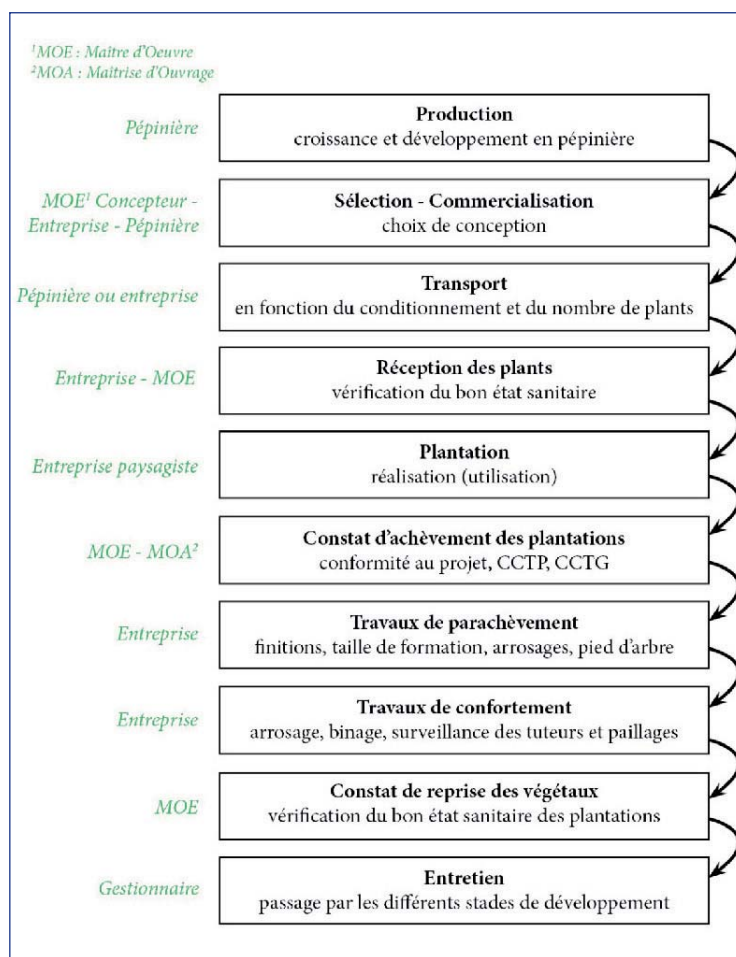 ¹MOE : Maître d'Oeuvre
²MOA : Maîtrise d'Ouvrage
Pépinière
Production
croissance et développement en pépinière
MOE¹ Concepteur -
Entreprise - Pépinière
Sélection - Commercialisation
choix de conception
Pépinière ou entreprise
Transport
en fonction du conditionnement et du nombre de plants
Entreprise - MOE
Réception des plants
vérification du bon état sanitaire
Entreprise paysagiste
Plantation
réalisation (utilisation)
MOE - MOA²
Constat d'achèvement des plantations
conformité au projet, CCTP, CCTG
Entreprise
Travaux de parachèvement
finitions, taille de formation, arrosages, pied d'arbre
Entreprise
Travaux de confortement
arrosage, binage, surveillance des tuteurs et paillages
MOE
Constat de reprise des végétaux
vérification du bon état sanitaire des plantations
Gestionnaire
Entretien
passage par les différents stades de développement